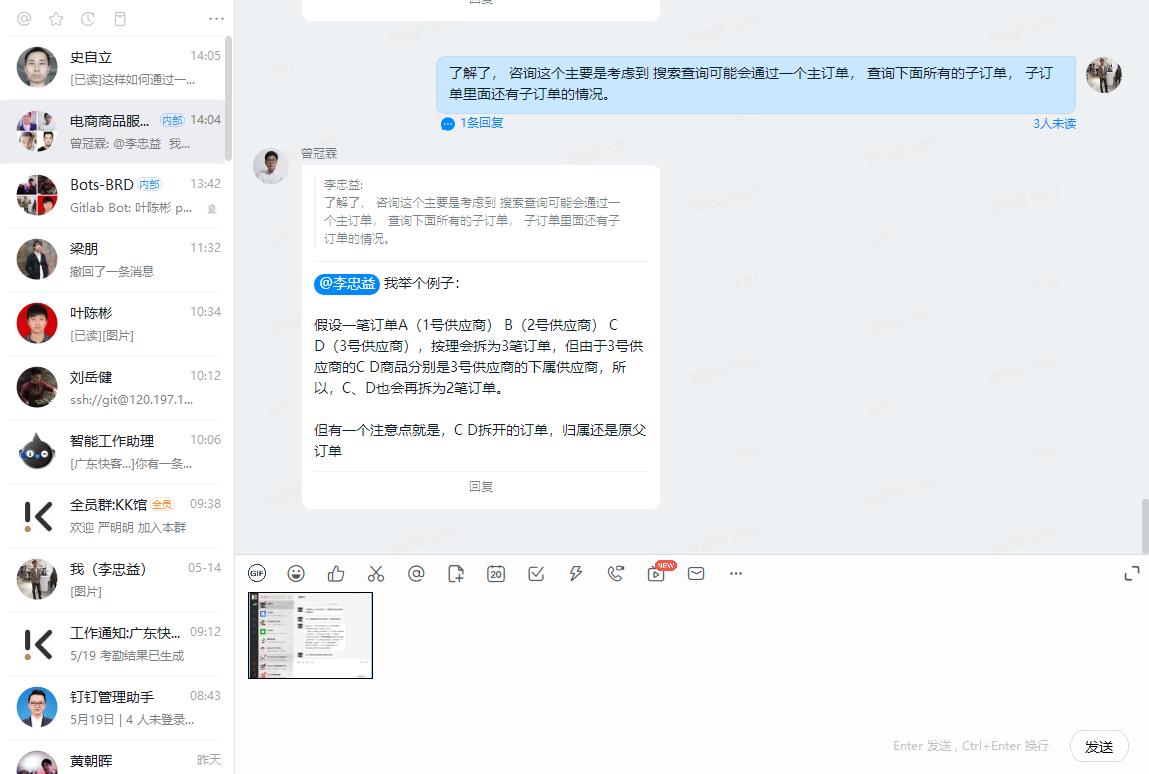 史自立 14:05
[已读]这样如何通过一...
电商商品服... 内部 14:04
曾冠霖: @李忠益 我...
Bots-BRD 内部 13:42
Gitlab Bot: 叶陈彬 p...
梁朋 11:32
撤回了一条消息
叶陈彬 10:34
[已读][图片]
刘岳健 10:12
ssh://git@120.197.1...
智能工作助理 10:06
[广东快客...]你有一条...
全员群:KK馆 全员 09:38
欢迎 严明明 加入本群
我（李忠益） 05-14
[图片]
工作通知:广东快... 09:12
5/19 考勤结果已生成
钉钉管理助手 08:43
5月19日 | 4 人未登录...
黄朝晖 昨天
回复
了解了， 咨询这个主要是考虑到 搜索查询可能会通过一个主订单， 查询下面所有的子订单， 子订
单里面还有子订单的情况。
1条回复 3人未读
曾冠霖
李忠益:
了解了， 咨询这个主要是考虑到 搜索查询可能会通过一
个主订单， 查询下面所有的子订单， 子订单里面还有子
订单的情况。
@李忠益 我举个例子：
假设一笔订单A（1号供应商） B（2号供应商） C
D（3号供应商），按理会拆为3笔订单，但由于3号供
应商的C D商品分别是3号供应商的下属供应商，所
以，C、D也会再拆为2笔订单。
但有一个注意点就是，C D拆开的订单，归属还是原父
订单
回复
GIF
20
NEW
Enter 发送 , Ctrl+Enter 换行
发送